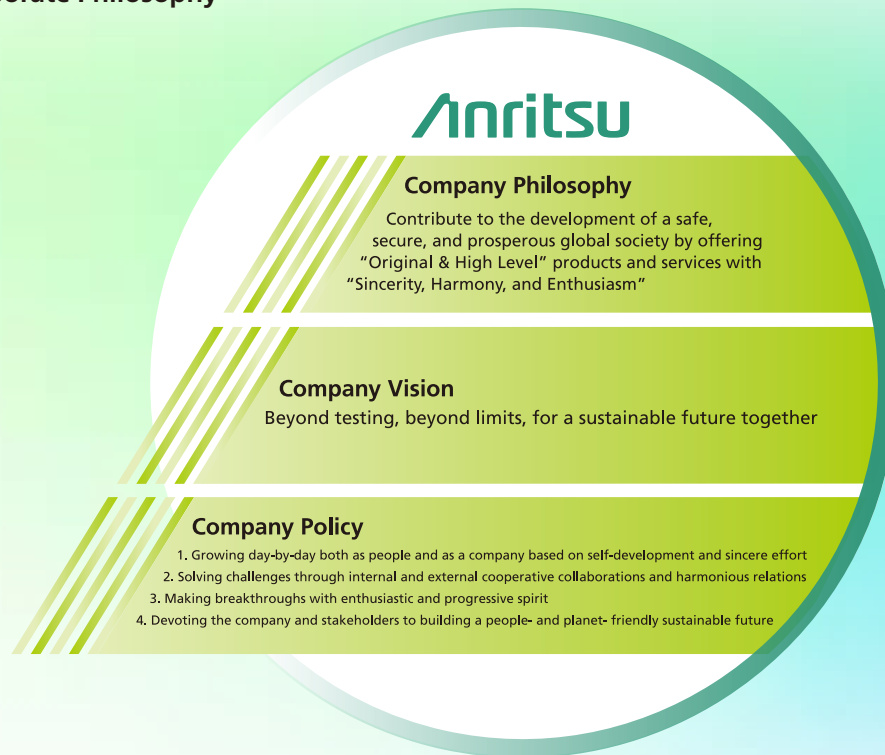 Philosophy
Anritsu
Company Philosophy
Contribute to the development of a safe,
secure, and prosperous global society by offering
“Original & High Level” products and services with
“Sincerity, Harmony, and Enthusiasm”
Company Vision
Beyond testing, beyond limits, for a sustainable future together
Company Policy
1. Growing day-by-day both as people and as a company based on self-development and sincere effort
2. Solving challenges through internal and external cooperative collaborations and harmonious relations
3. Making breakthroughs with enthusiastic and progressive spirit
4. Devoting the company and stakeholders to building a people- and planet- friendly sustainable future